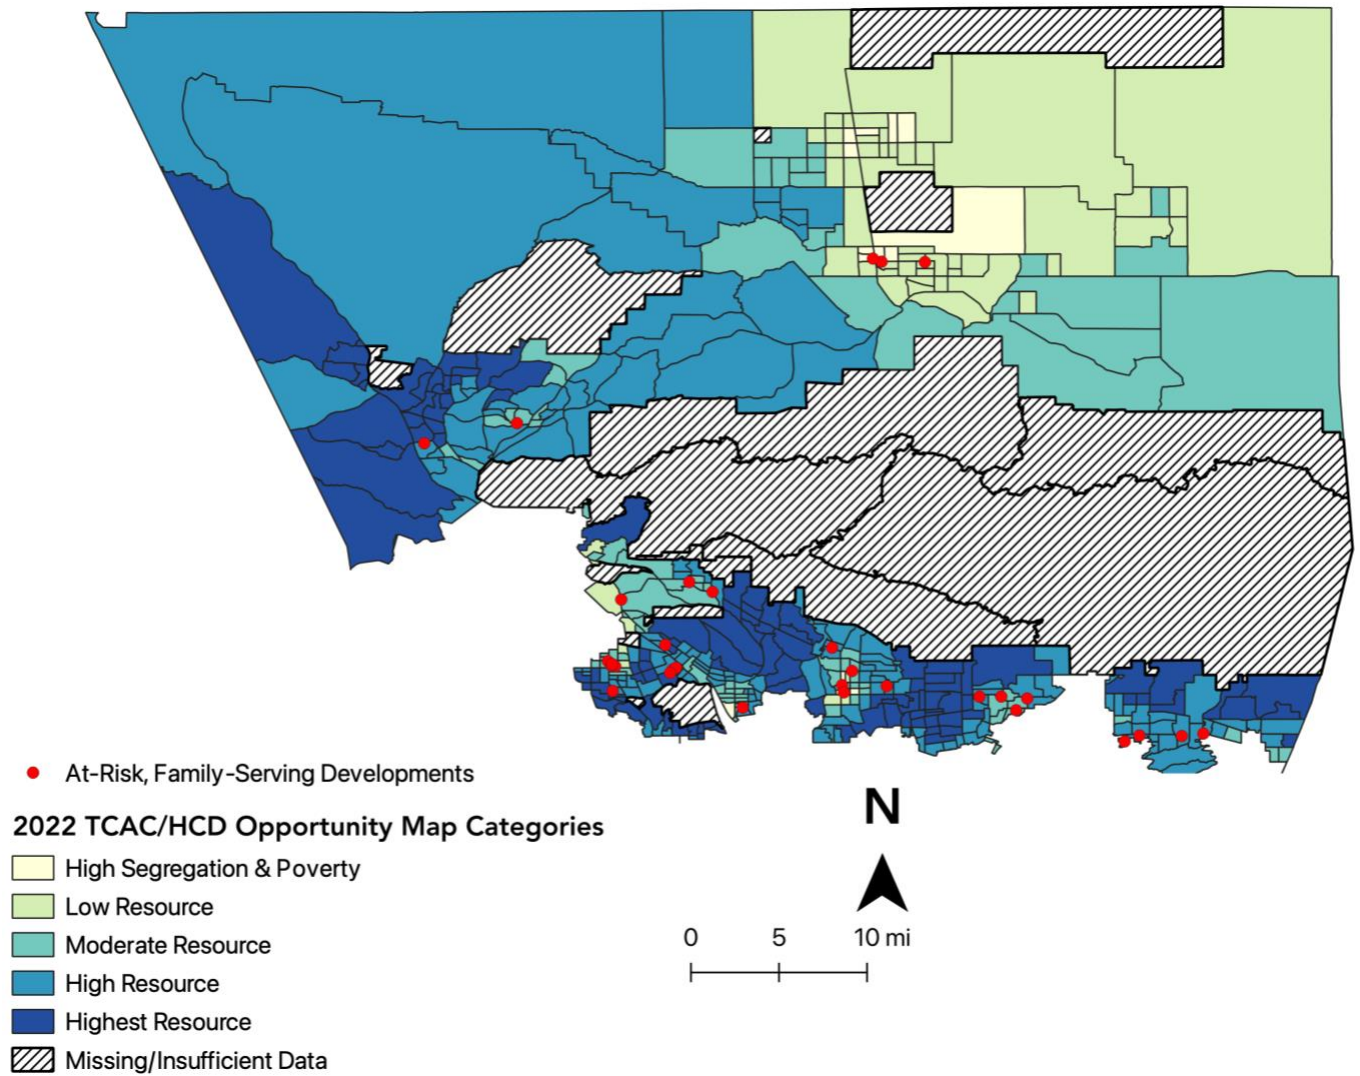 At-Risk, Family-Serving Developments
2022 TCAC/HCD Opportunity Map Categories
High Segregation & Poverty
Low Resource
Moderate Resource
High Resource
Highest Resource
Missing/Insufficient Data
N
0 5 10 mi